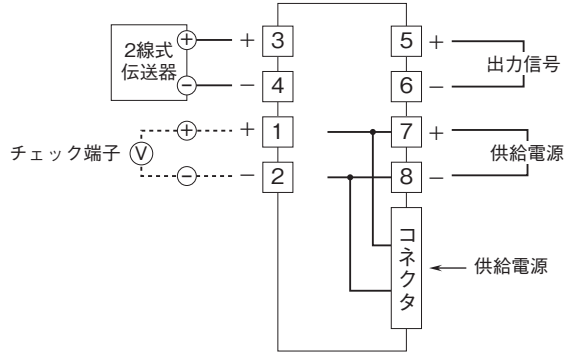 2線式
伝送器
+ + 3
− − 4
チェック端子 V
+ + 1
− − 2
5 +
6 −
出力信号
7 +
8 −
供給電源
コネクタ
供給電源